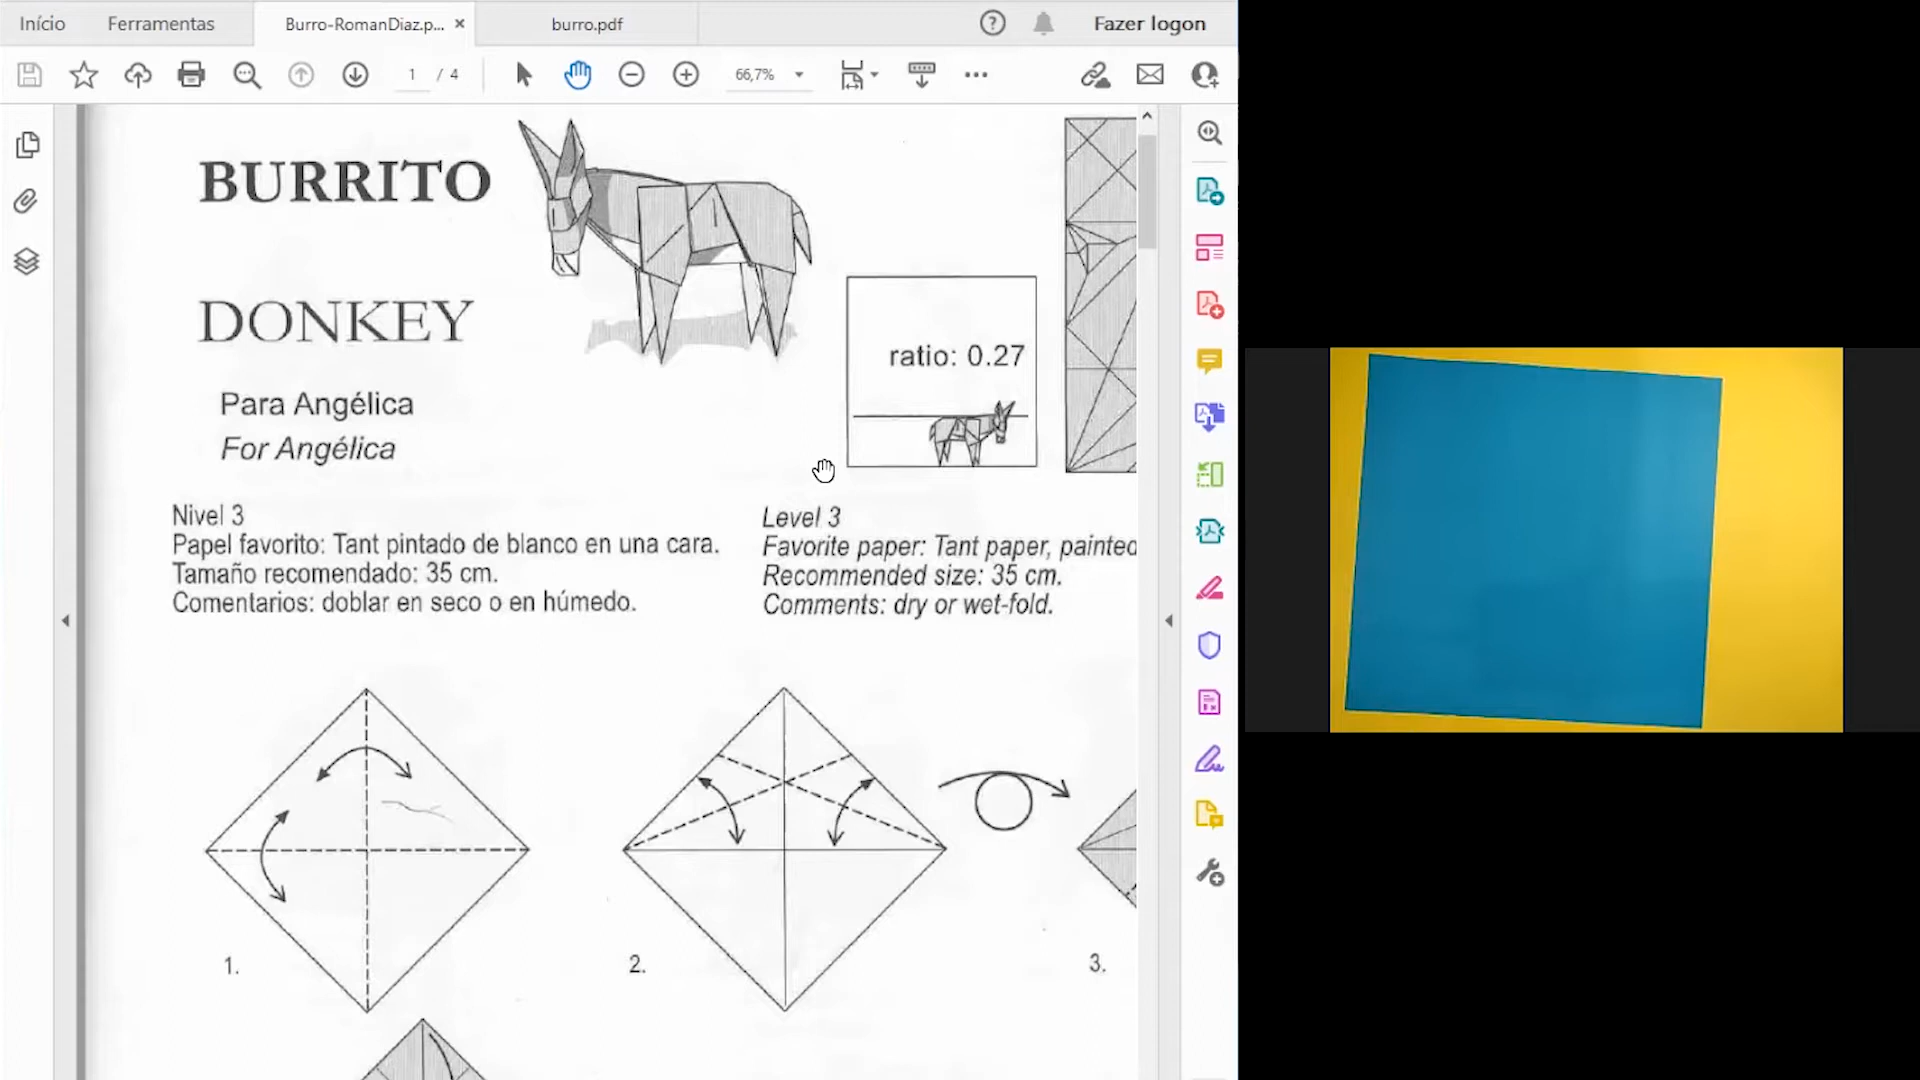 Início
Ferramentas
Burro-RomanDiaz.p...
burro.pdf
Fazer logon
1 / 4
66,7%
BURRITO
DONKEY
Para Angélica
For Angélica
ratio: 0.27
Nivel 3
Papel favorito: Tant pintado de blanco en una cara.
Tamaño recomendado: 35 cm.
Comentarios: doblar en seco o en húmedo.
Level 3
Favorite paper: Tant paper, painted
Recommended size: 35 cm.
Comments: dry or wet-fold.
1.
2.
3.